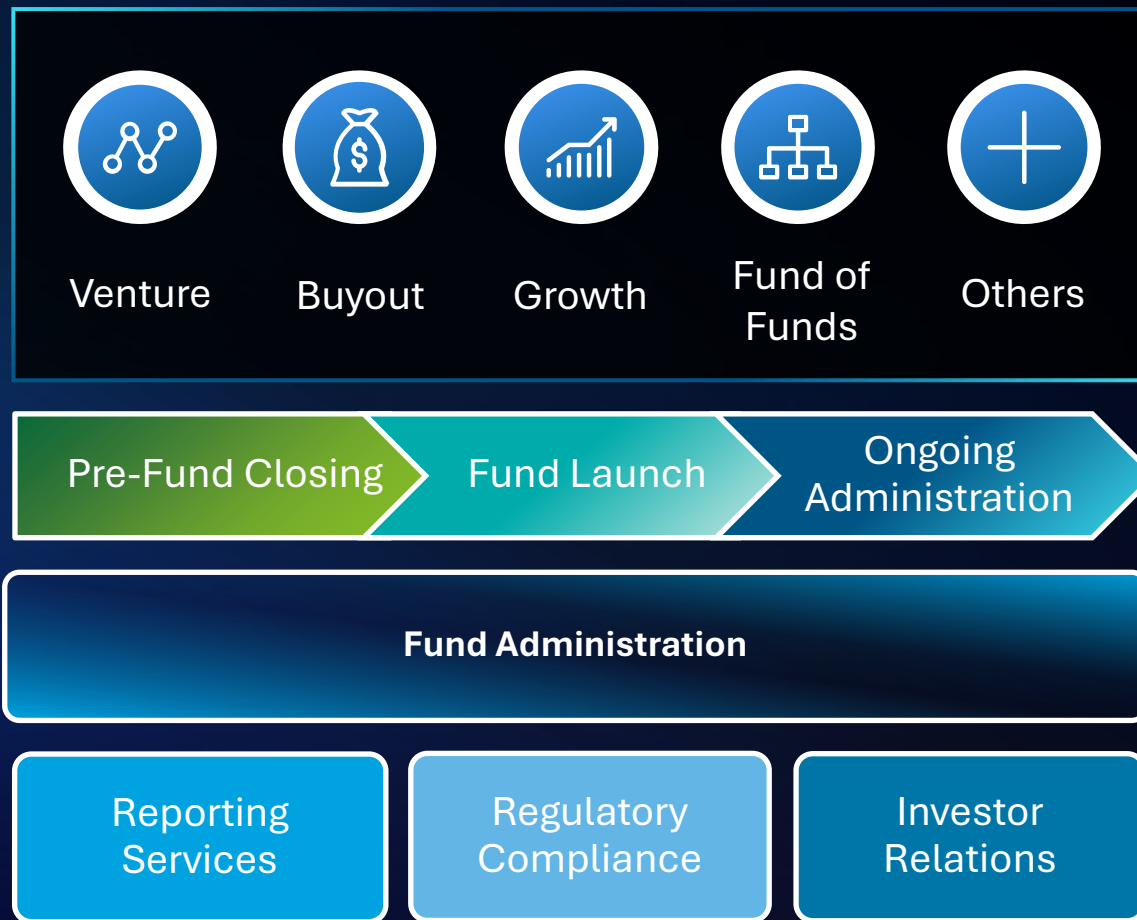 $
Venture
Buyout
Growth
Fund of
Funds
Others
Pre-Fund Closing
Fund Launch
Ongoing
Administration
Fund Administration
Reporting
Services
Regulatory
Compliance
Investor
Relations